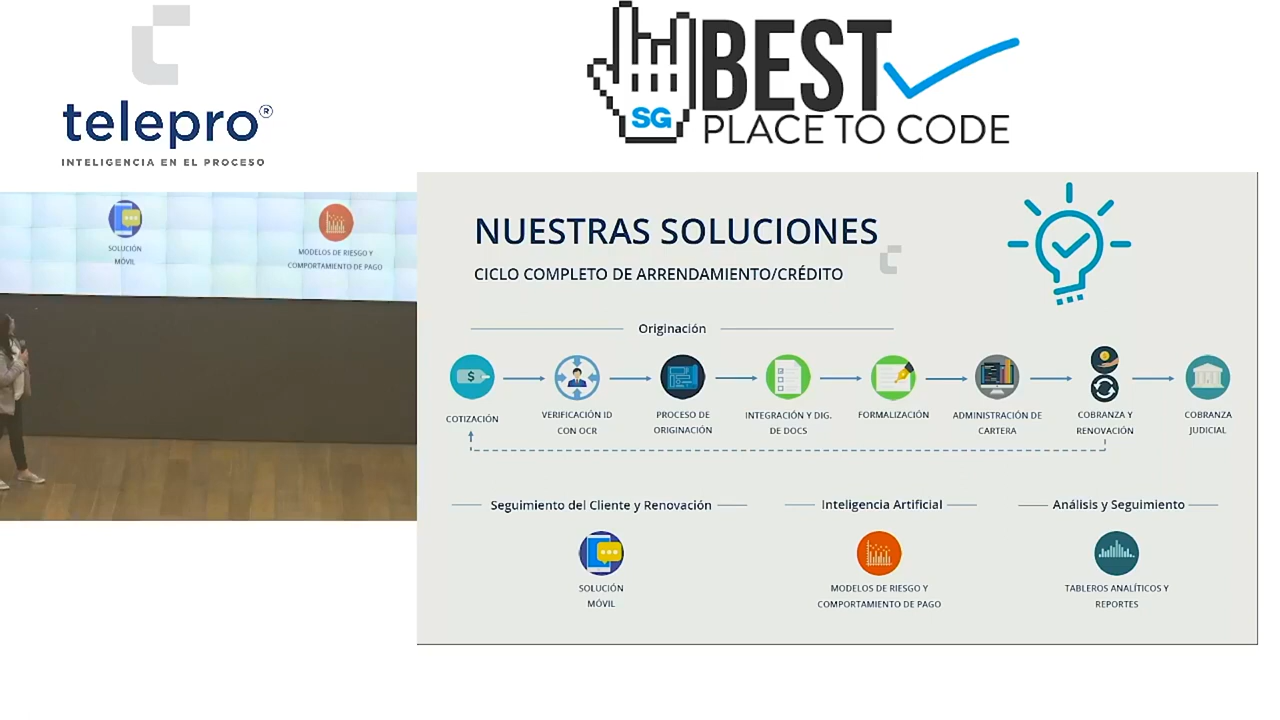 telepro®
INTELIGENCIA EN EL PROCESO
SG
BEST
PLACE TO CODE
SOLUCIÓN
MÓVIL
MODELOS DE RIESGO Y
COMPORTAMIENTO DE PAGO
NUESTRAS SOLUCIONES
CICLO COMPLETO DE ARRENDAMIENTO/CRÉDITO
Originación
COTIZACIÓN
VERIFICACIÓN ID
CON OCR
PROCESO DE
ORIGINACIÓN
INTEGRACIÓN Y DIG.
DE DOCS
FORMALIZACIÓN
ADMINISTRACIÓN DE
CARTERA
COBRANZA Y
RENOVACIÓN
COBRANZA
JUDICIAL
Seguimiento del Cliente y Renovación
SOLUCIÓN
MÓVIL
Inteligencia Artificial
MODELOS DE RIESGO Y
COMPORTAMIENTO DE PAGO
Análisis y Seguimiento
TABLEROS ANALÍTICOS Y
REPORTES